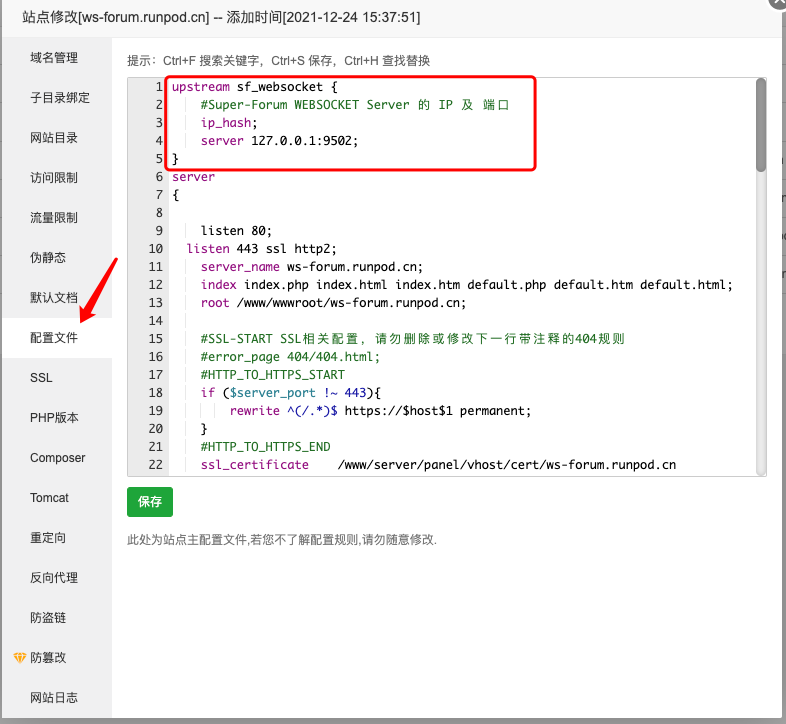 站点修改[ws-forum.runpod.cn] -- 添加时间[2021-12-24 15:37:51]
域名管理
子目录绑定
网站目录
访问限制
流量限制
伪静态
默认文档
配置文件
SSL
PHP版本
Composer
Tomcat
重定向
反向代理
防盗链
防篡改
网站日志
提示：Ctrl+F 搜索关键字，Ctrl+S 保存，Ctrl+H 查找替换
1 upstream sf_websocket {
2 #Super-Forum WEBSOCKET Server 的 IP 及 端口
3 ip_hash;
4 server 127.0.0.1:9502;
5 }
6 server
7 {
8
9 listen 80;
10 listen 443 ssl http2;
11 server_name ws-forum.runpod.cn;
12 index index.php index.html index.htm default.php default.htm default.html;
13 root /www/wwwroot/ws-forum.runpod.cn;
14
15 #SSL-START SSL相关配置，请勿删除或修改下一行带注释的404规则
16 #error_page 404/404.html;
17 #HTTP_TO_HTTPS_START
18 if ($server_port !~ 443){
19 rewrite ^(/.*)$ https://$host$1 permanent;
20 }
21 #HTTP_TO_HTTPS_END
22 ssl_certificate /www/server/panel/vhost/cert/ws-forum.runpod.cn
保存
此处为站点主配置文件,若您不了解配置规则,请勿随意修改.